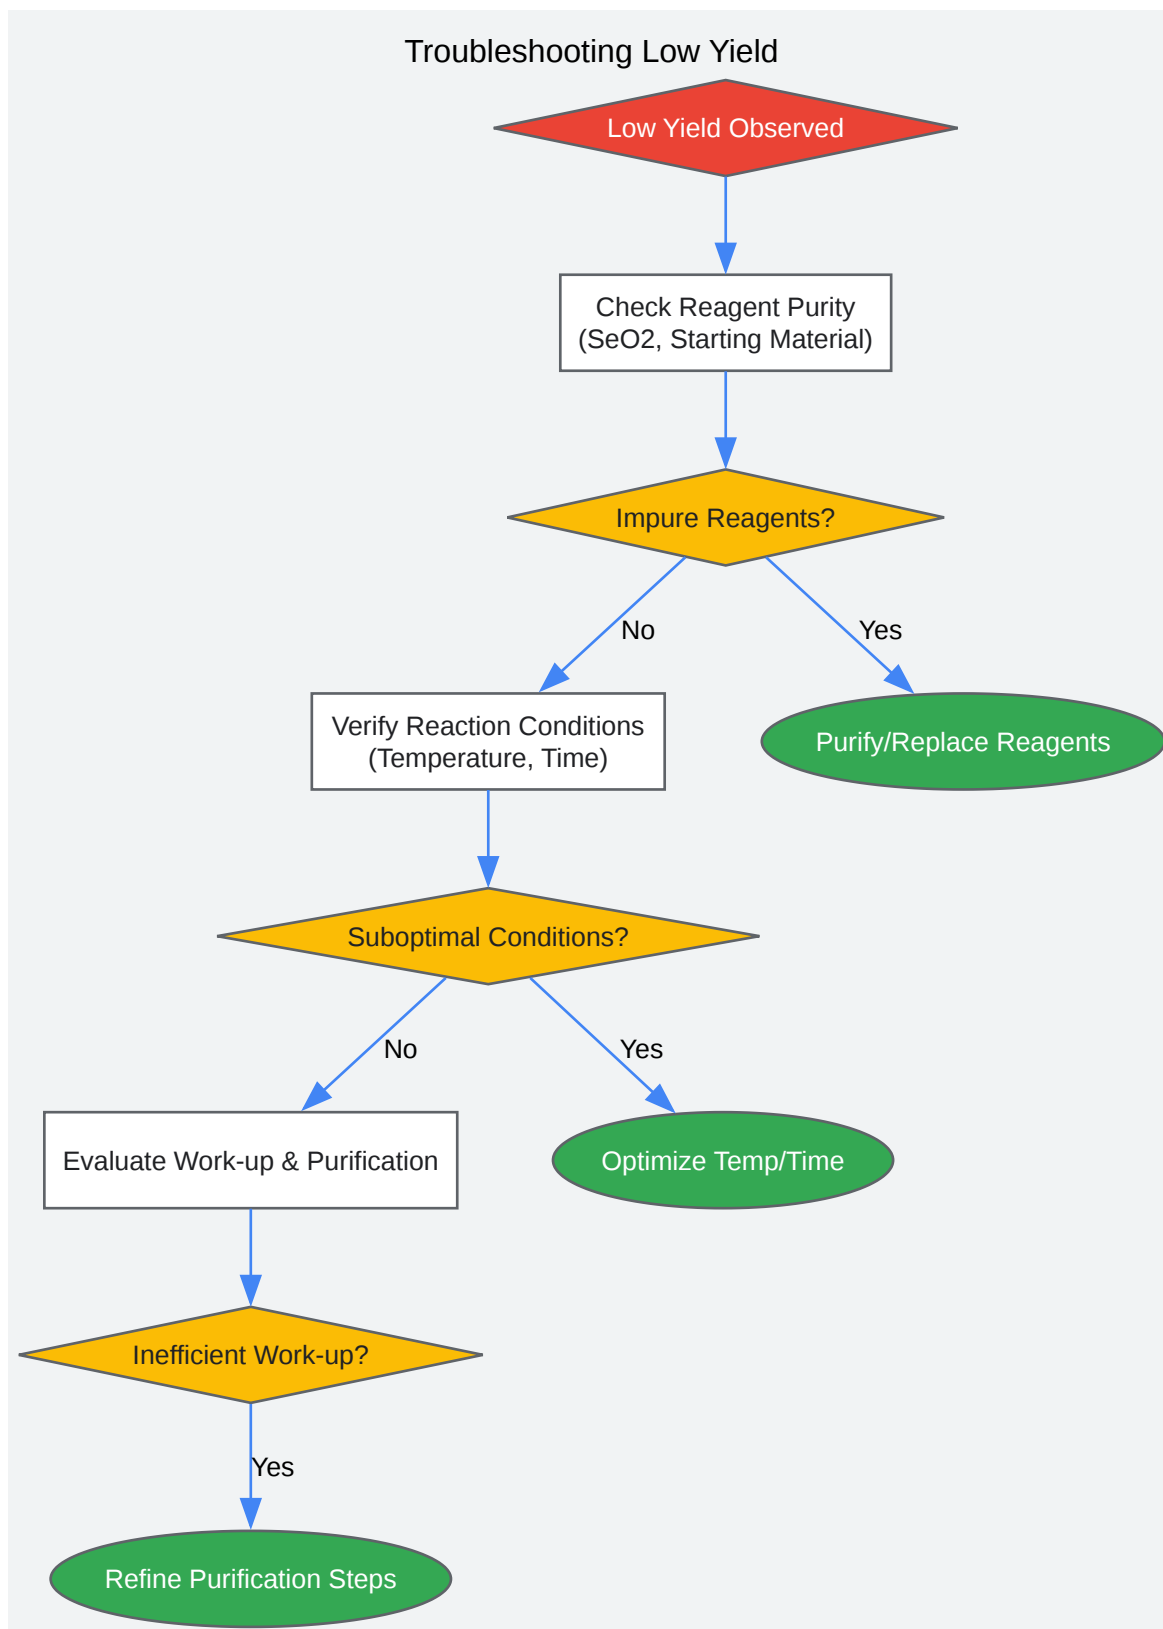 Troubleshooting Low Yield
Low Yield Observed
Check Reagent Purity
(SeO2, Starting Material)
Impure Reagents?
No
Yes
Verify Reaction Conditions
(Temperature, Time)
Purify/Replace Reagents
Suboptimal Conditions?
No
Yes
Evaluate Work-up & Purification
Optimize Temp/Time
Inefficient Work-up?
Yes
Refine Purification Steps